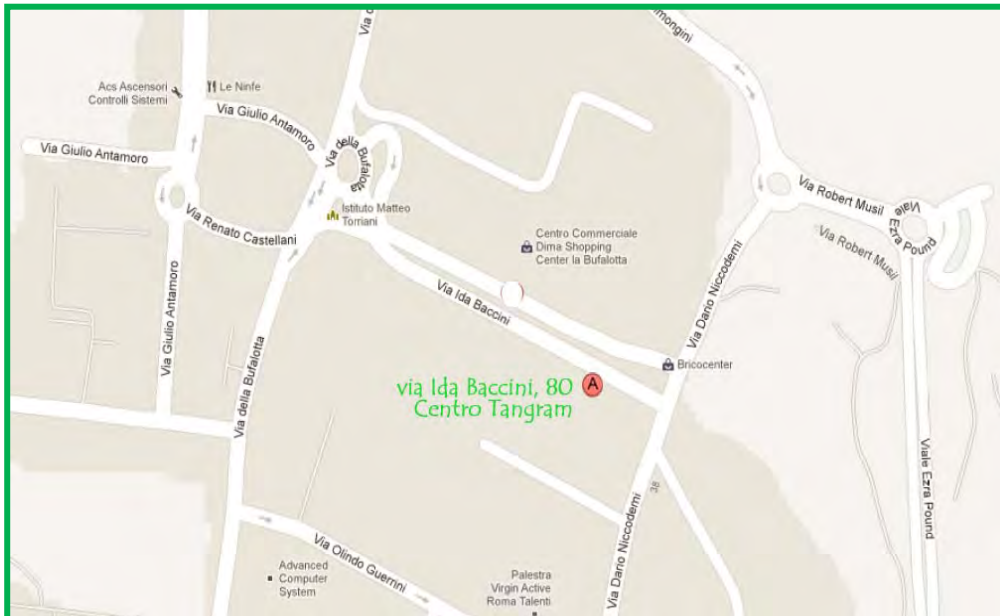 Acs Ascensori
Controlli Sistemi
Le Ninfe
Via Giulio Antamoro
Via Giulio Antamoro
Via Renato Castellani
Via Giulio Antamoro
Via della Bufalotta
Istituto Matteo
Torriani
Via Ida Baccini
Centro Commerciale
Dima Shopping
Center la Bufalotta
Via Robert Musil
Viale
Ezra Pound
Via Robert Musil
Via Dario Niccodemi
Bricocenter
via Ida Baccini, 80
Centro Tangram
A
Via della Bufalotta
38
Via Dario Niccodemi
Viale Ezra Pound
Via Olindo Guerrini
Advanced
Computer
System
Palestra
Virgin Active
Roma Talenti